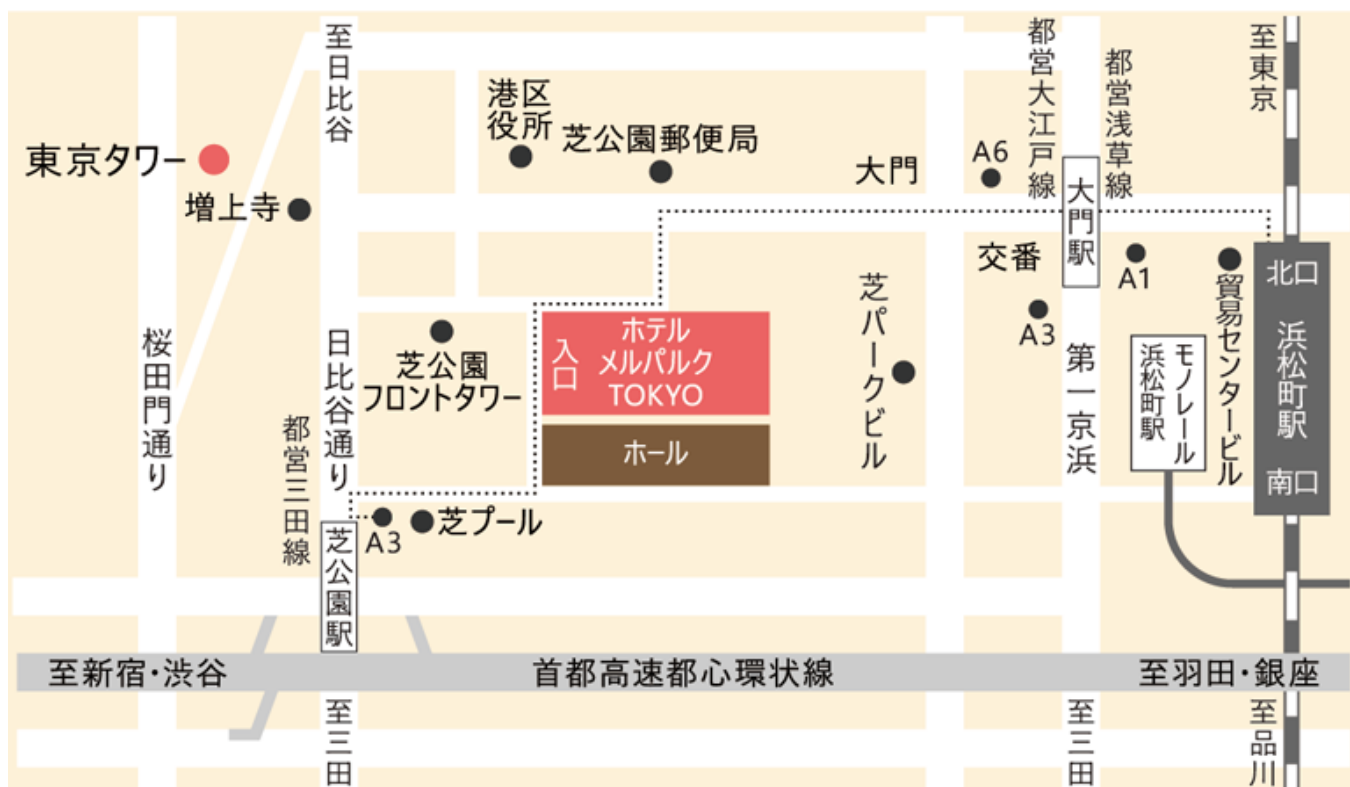 至日比谷
都営大江戸線
都営浅草線
至東京
港区
役所
芝公園郵便局
東京タワー
増上寺
大門
A6
大門駅
交番
A1
A3
北口
浜松町駅
南口
貿易センタービル
モノレール
浜松町駅
芝パークビル
第一京浜
桜田門通り
日比谷通り
芝公園
フロントタワー
入口
ホテル
メルパルク
TOKYO
ホール
都営三田線
芝公園駅
A3
芝プール
至新宿・渋谷
首都高速都心環状線
至羽田・銀座
至三田
至三田
至品川